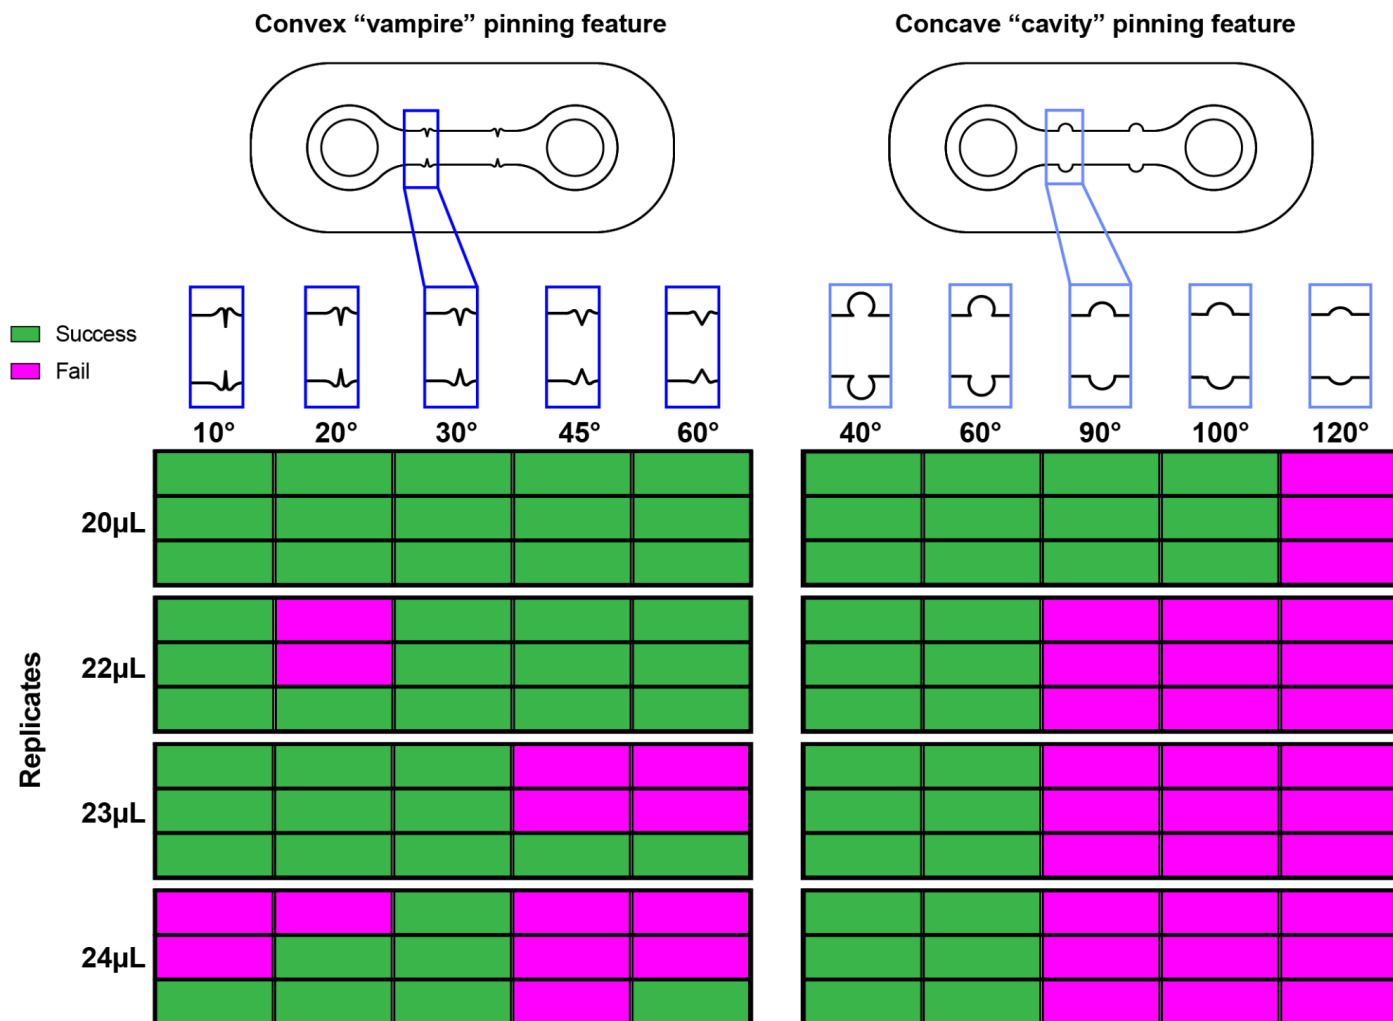 Convex “vampire” pinning feature
Concave “cavity” pinning feature
Success
Fail
10° 20° 30° 45° 60°
40° 60° 90° 100° 120°
Replicates
20µL
22µL
23µL
24µL